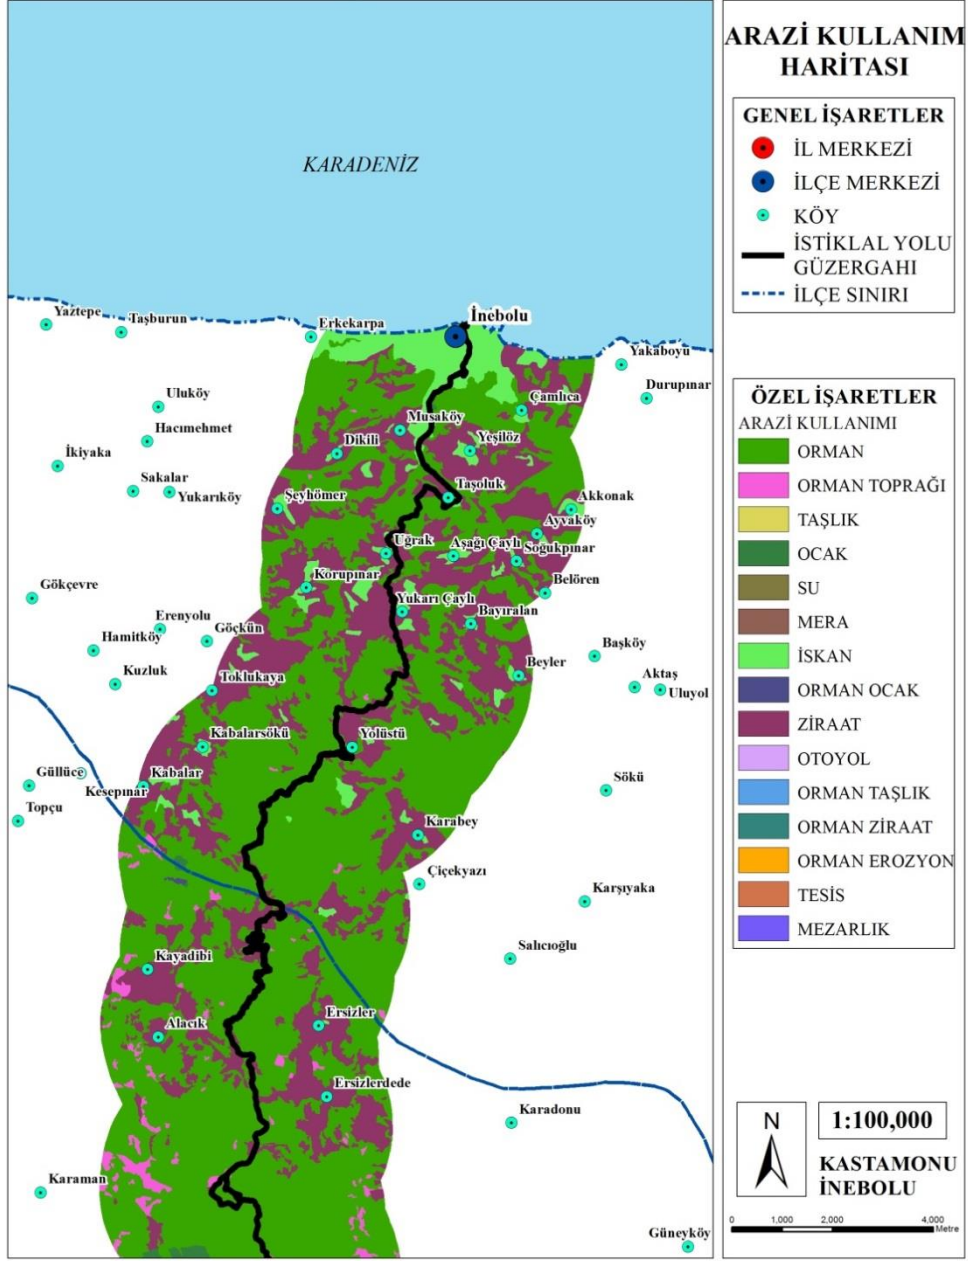 KARADENİZ
İnebolu
Yaztepe
Taşburun
Erkekarpa
Yakaboyu
Durupınar
Uluköy
Çamlıca
Hacımehmet
Musaköy
Dikili
Yeşilöz
İkiyaka
Sakalar
Yukarıköy
Şeyhömer
Taşoluk
Akkonak
Ayvaköy
Uğrak
Aşağı Çaylı
Soğukpınar
Korupınar
Belören
Gökçevre
Yukarı Çaylı
Bayıralan
Erenyolu
Göçkün
Hamitköy
Başköy
Kuzluk
Toklukaya
Beyler
Aktaş
Uluyol
Kabalarsökü
Yolüstü
Güllüce
Kesepınar
Kabalar
Sökü
Topçu
Karabey
Çiçekyazı
Karşıyaka
Salıcıoğlu
Kayadibi
Alacık
Ersizler
Ersizlerdede
Karadonu
Karaman
Güneyköy
ARAZİ KULLANIM
HARİTASI
GENEL İŞARETLER
İL MERKEZİ
İLÇE MERKEZİ
KÖY
İSTİKLAL YOLU
GÜZERGAHI
İLÇE SINIRI
ÖZEL İŞARETLER
ARAZİ KULLANIMI
ORMAN
ORMAN TOPRAĞI
TAŞLIK
OCAK
SU
MERA
İSKAN
ORMAN OCAK
ZİRAAT
OTOYOL
ORMAN TAŞLIK
ORMAN ZİRAAT
ORMAN EROZYON
TESİS
MEZARLIK
N
1:100,000
KASTAMONU
İNEBOLU
0 1,000 2,000 4,000
Metre